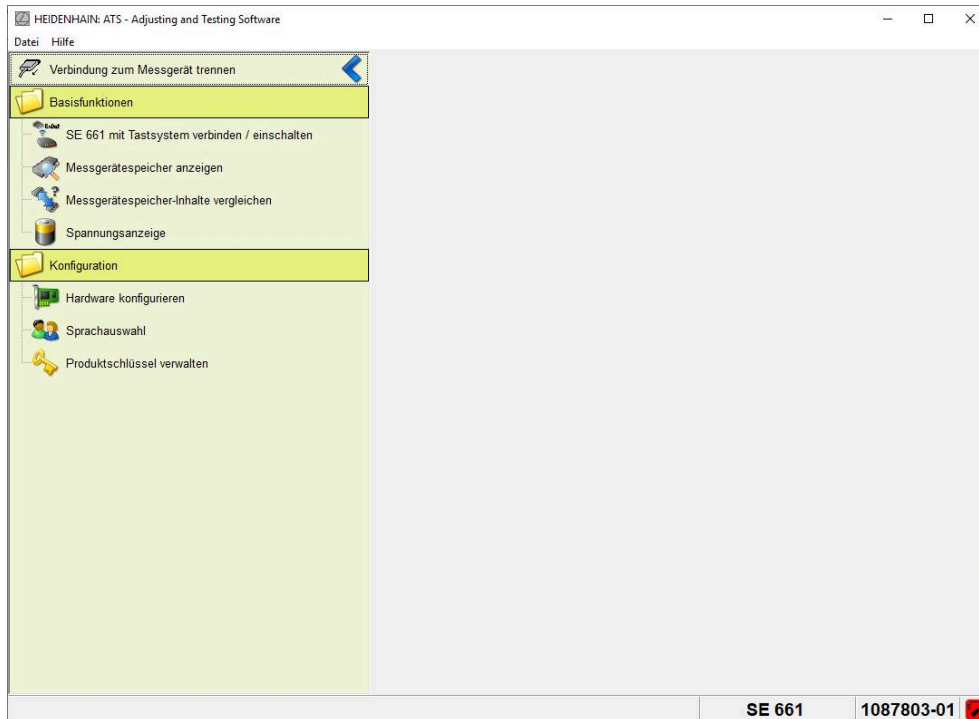 HEIDENHAIN: ATS - Adjusting and Testing Software
Datei Hilfe
Verbindung zum Messgerät trennen
Basisfunktionen
SE 661 mit Tastsystem verbinden / einschalten
Messgerätespeicher anzeigen
Messgerätespeicher-Inhalte vergleichen
Spannungsanzeige
Konfiguration
Hardware konfigurieren
Sprachauswahl
Produktschlüssel verwalten
SE 661 1087803-01